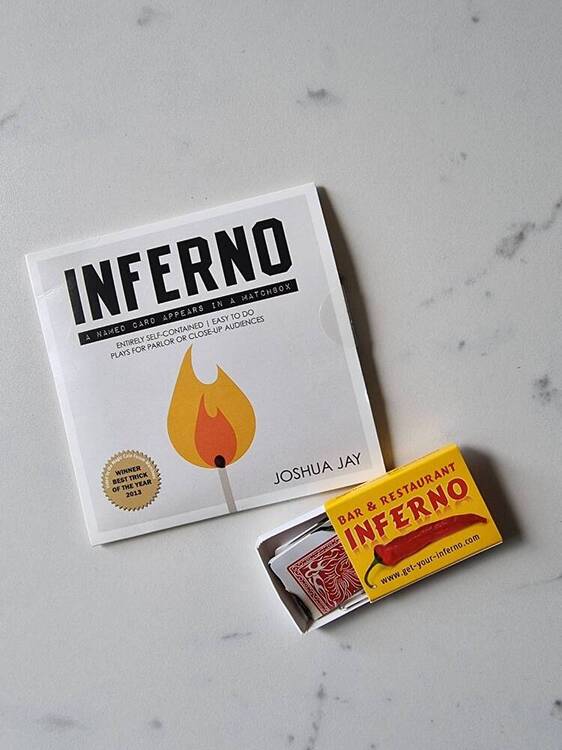 INFERNO
A NAMED CARD APPEARS IN A MATCHBOX
ENTIRELY SELF-CONTAINED | EASY TO DO
PLAYS FOR PARLOR OR CLOSE-UP AUDIENCES
WINNER
BEST TRICK
OF THE YEAR
2013
JOSHUA JAY
BAR & RESTAURANT
INFERNO
www.get-your-inferno.com